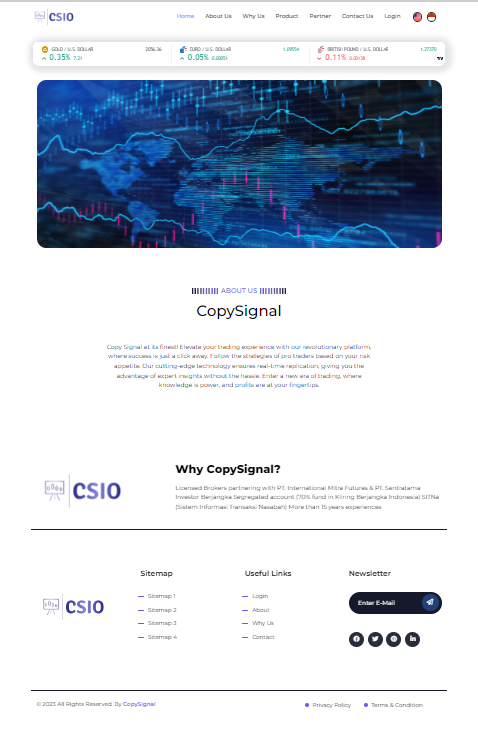 CSIO
Home About Us Why Us Product Partner Contact Us Login
GOLD / U.S. DOLLAR 2036.36
0.35% 7.21
EURO / U.S. DOLLAR 1.09554
0.05% 0.00051
BRITISH POUND / U.S. DOLLAR 1.27370
0.11% 0.00138
ABOUT US
CopySignal
Copy Signal at its finest! Elevate your trading experience with our revolutionary platform,
where success is just a click away. Follow the strategies of pro traders based on your risk
appetite. Our cutting-edge technology ensures real-time replication, giving you the
advantage of expert insights without the hassle. Enter a new era of trading, where
knowledge is power, and profits are at your fingertips.
CSIO
Why CopySignal?
Licensed Brokers partnering with PT. International Mitra Futures & PT. Sentratama
Investor Berjangka Segregated account (70% fund in Kliring Berjangka Indonesia) SITNa
(Sistem Informasi Transaksi Nasabah) More than 15 years experiences
CSIO
Sitemap
Sitemap 1
Sitemap 2
Sitemap 3
Sitemap 4
Useful Links
Login
About
Why Us
Contact
Newsletter
Enter E-Mail
© 2023 All Rights Reserved. By CopySignal
Privacy Policy
Terms & Condition